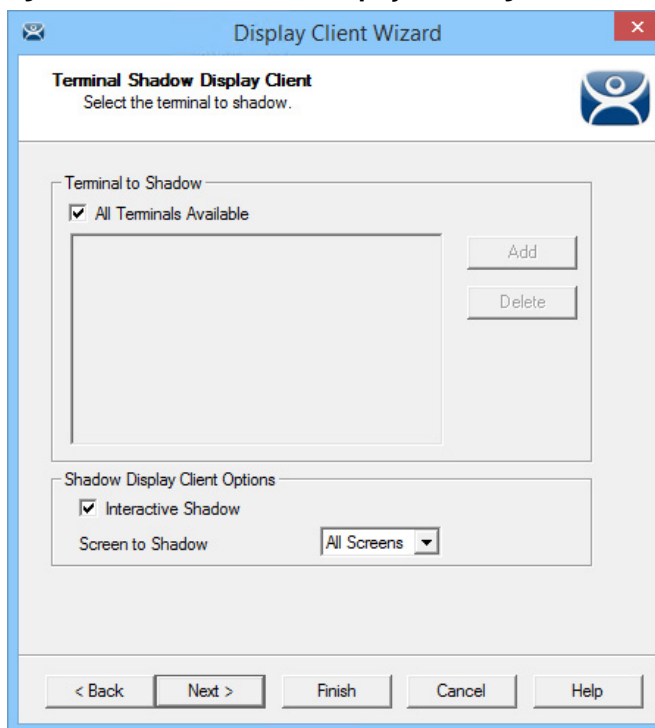 Display Client Wizard
Terminal Shadow Display Client
Select the terminal to shadow.
Terminal to Shadow
All Terminals Available
Add
Delete
Shadow Display Client Options
Interactive Shadow
Screen to Shadow
All Screens
< Back
Next >
Finish
Cancel
Help